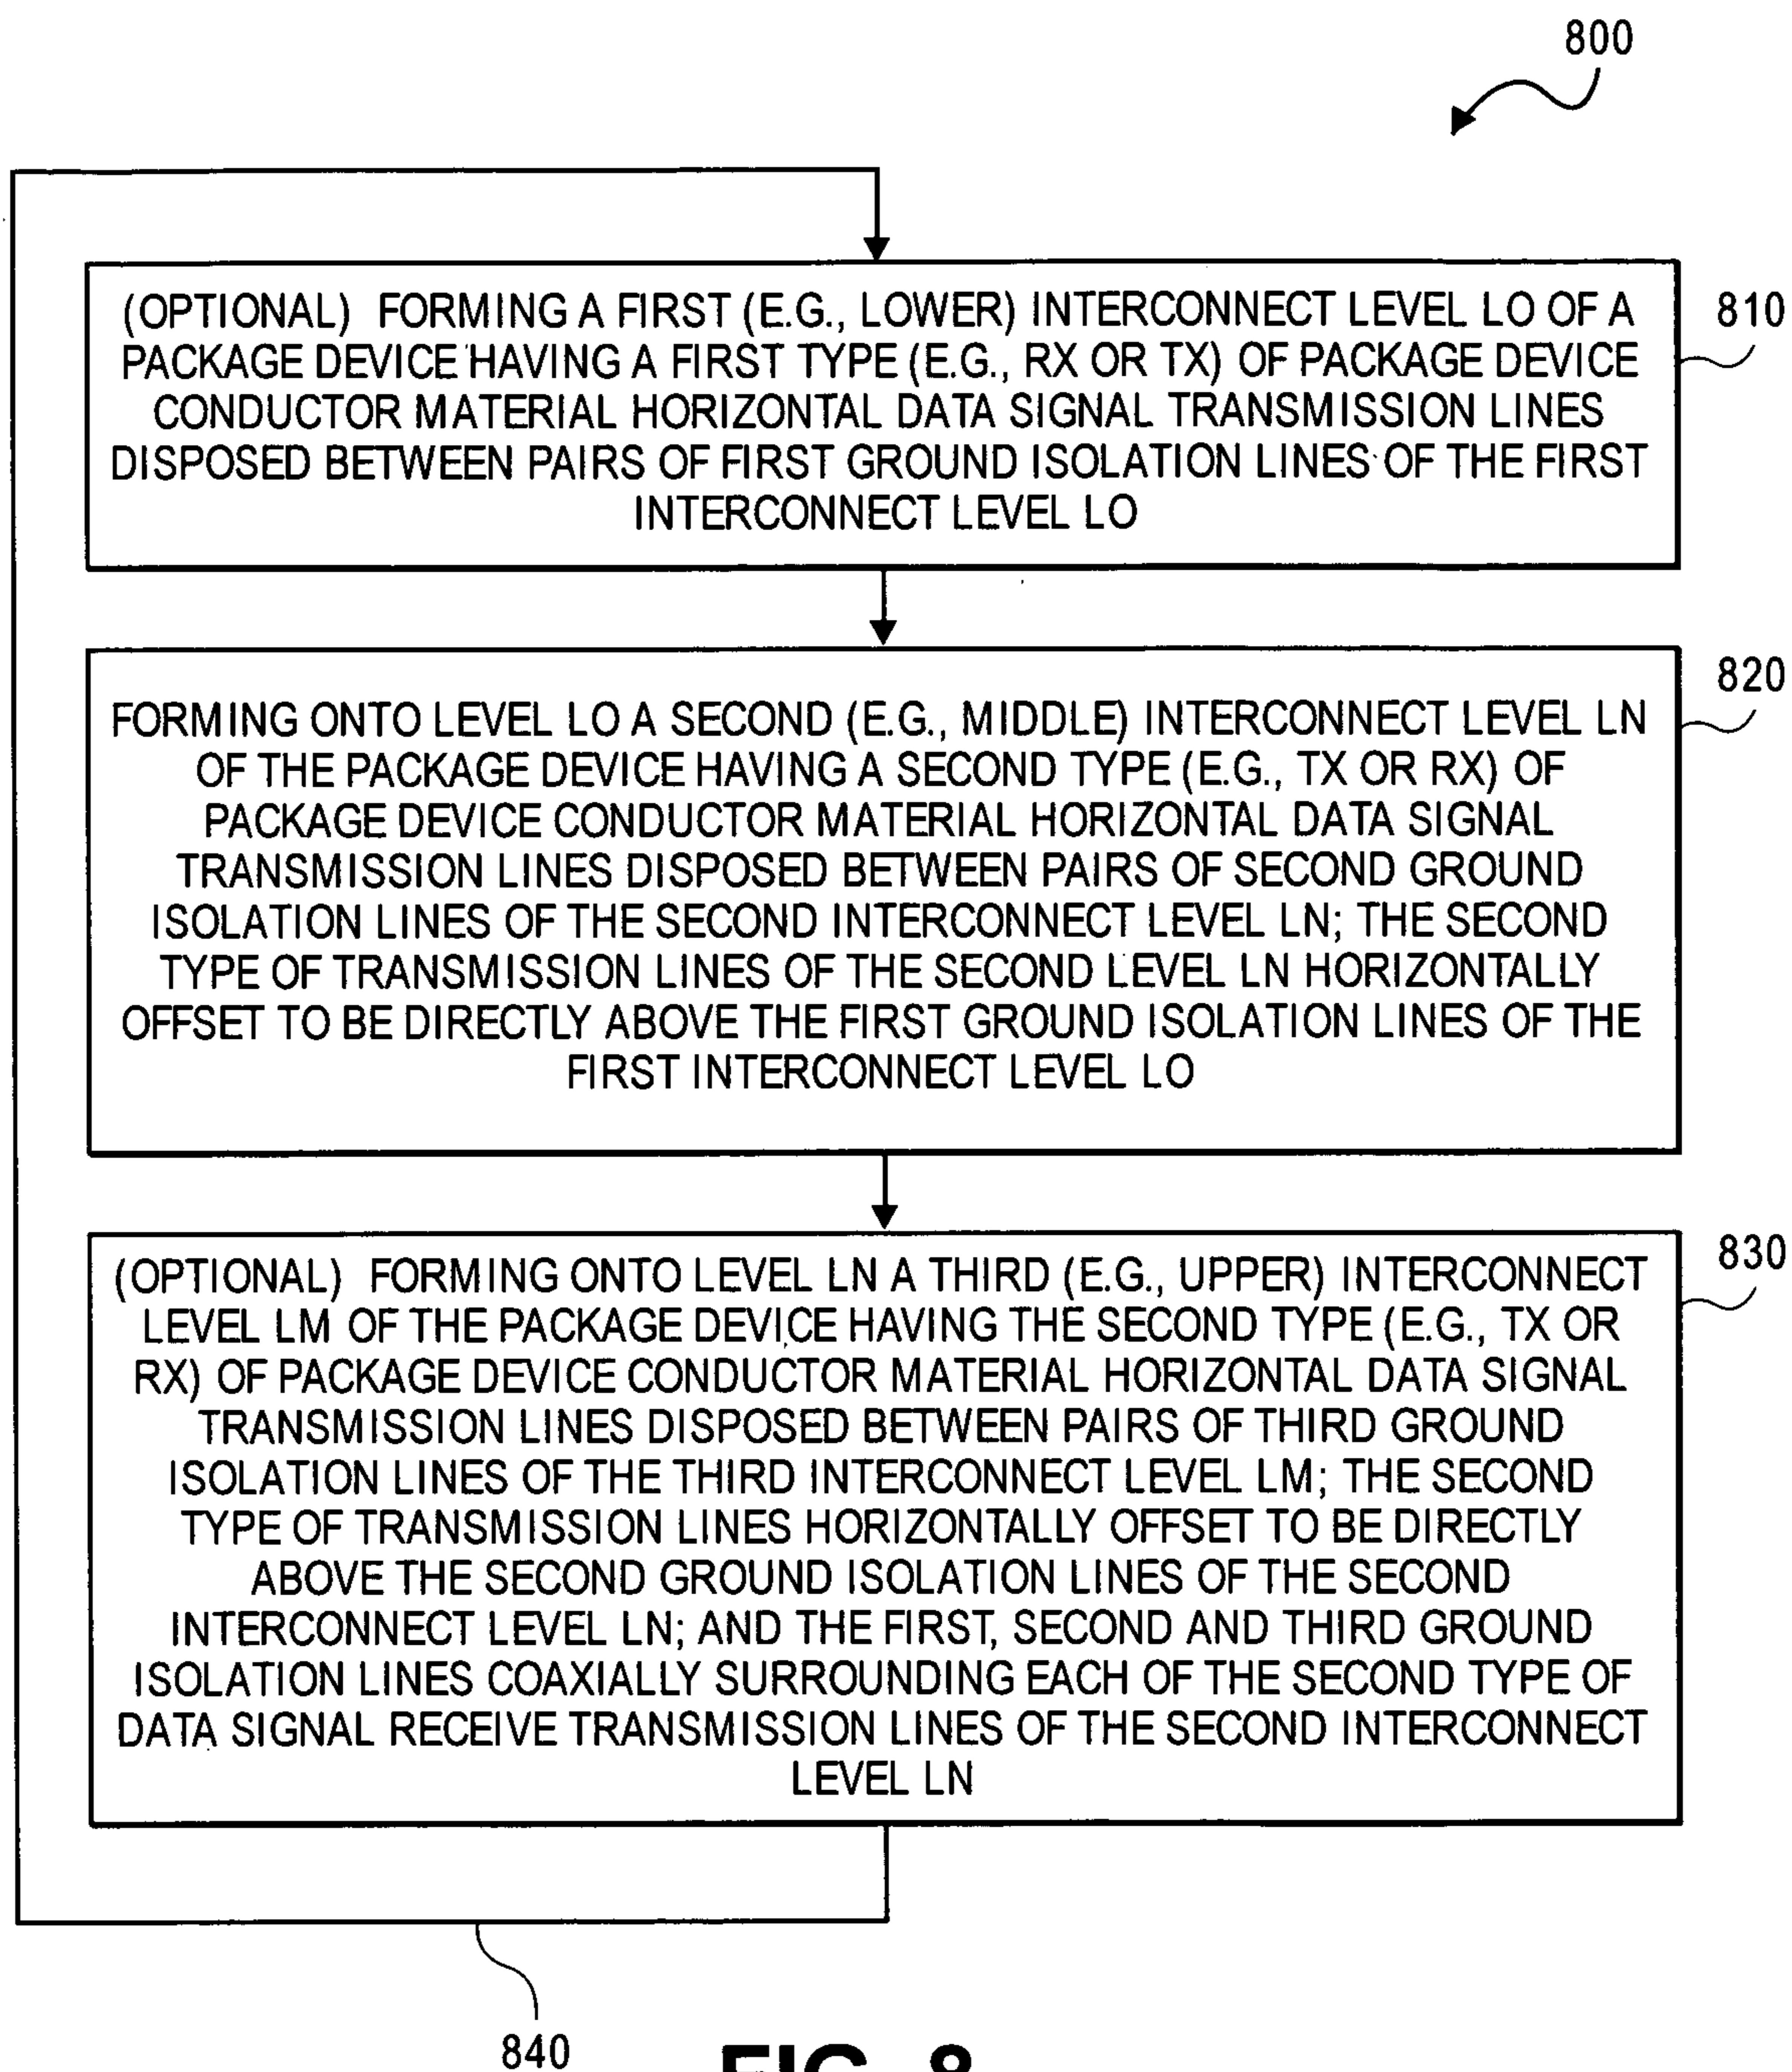 800
(OPTIONAL) FORMING A FIRST (E.G., LOWER) INTERCONNECT LEVEL LO OF A
PACKAGE DEVICE HAVING A FIRST TYPE (E.G., RX OR TX) OF PACKAGE DEVICE
CONDUCTOR MATERIAL HORIZONTAL DATA SIGNAL TRANSMISSION LINES
DISPOSED BETWEEN PAIRS OF FIRST GROUND ISOLATION LINES OF THE FIRST
INTERCONNECT LEVEL LO
810
FORMING ONTO LEVEL LO A SECOND (E.G., MIDDLE) INTERCONNECT LEVEL LN
OF THE PACKAGE DEVICE HAVING A SECOND TYPE (E.G., TX OR RX) OF
PACKAGE DEVICE CONDUCTOR MATERIAL HORIZONTAL DATA SIGNAL
TRANSMISSION LINES DISPOSED BETWEEN PAIRS OF SECOND GROUND
ISOLATION LINES OF THE SECOND INTERCONNECT LEVEL LN; THE SECOND
TYPE OF TRANSMISSION LINES OF THE SECOND LEVEL LN HORIZONTALLY
OFFSET TO BE DIRECTLY ABOVE THE FIRST GROUND ISOLATION LINES OF THE
FIRST INTERCONNECT LEVEL LO
820
(OPTIONAL) FORMING ONTO LEVEL LN A THIRD (E.G., UPPER) INTERCONNECT
LEVEL LM OF THE PACKAGE DEVICE HAVING THE SECOND TYPE (E.G., TX OR
RX) OF PACKAGE DEVICE CONDUCTOR MATERIAL HORIZONTAL DATA SIGNAL
TRANSMISSION LINES DISPOSED BETWEEN PAIRS OF THIRD GROUND
ISOLATION LINES OF THE THIRD INTERCONNECT LEVEL LM; THE SECOND
TYPE OF TRANSMISSION LINES HORIZONTALLY OFFSET TO BE DIRECTLY
ABOVE THE SECOND GROUND ISOLATION LINES OF THE SECOND
INTERCONNECT LEVEL LN; AND THE FIRST, SECOND AND THIRD GROUND
ISOLATION LINES COAXIALLY SURROUNDING EACH OF THE SECOND TYPE OF
DATA SIGNAL RECEIVE TRANSMISSION LINES OF THE SECOND INTERCONNECT
LEVEL LN
830
840
FIG. 8